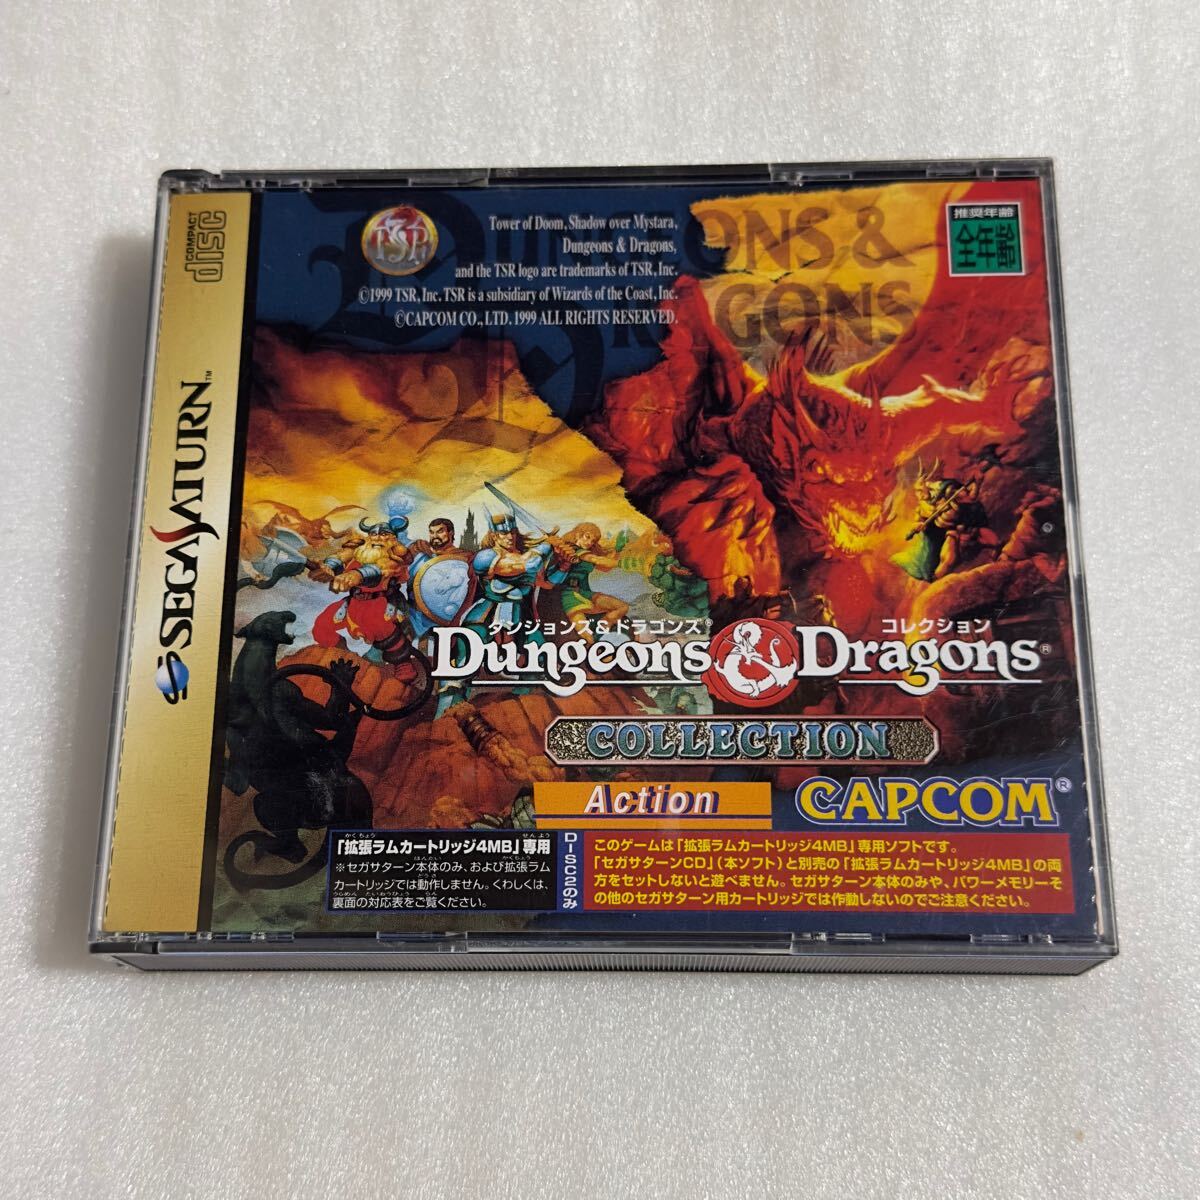 COMPACT
disc
SEGA SATURN™
TSR
Tower of Doom, Shadow over Mystara,
Dungeons & Dragons,
and the TSR logo are trademarks of TSR, Inc.
©1999 TSR, Inc. TSR is a subsidiary of Wizards of the Coast, Inc.
©CAPCOM CO., LTD. 1999 ALL RIGHTS RESERVED.
DUNGEONS &
DRAGONS
推奨年齢
全年齢
ダンジョンズ&ドラゴンズ® コレクション
Dungeons & Dragons®
COLLECTION
Action
CAPCOM®
「拡張ラムカートリッジ4MB」専用
※セガサターン本体のみ、および拡張ラム
カートリッジでは動作しません。くわしくは、
裏面の対応表をご覧ください。
DISC2のみ
このゲームは「拡張ラムカートリッジ4MB」専用ソフトです。
「セガサターンCD」(本ソフト)と別売の「拡張ラムカートリッジ4MB」の両
方をセットしないと遊べません。セガサターン本体のみや、パワーメモリーそ
の他のセガサターン用カートリッジでは作動しないのでご注意ください。